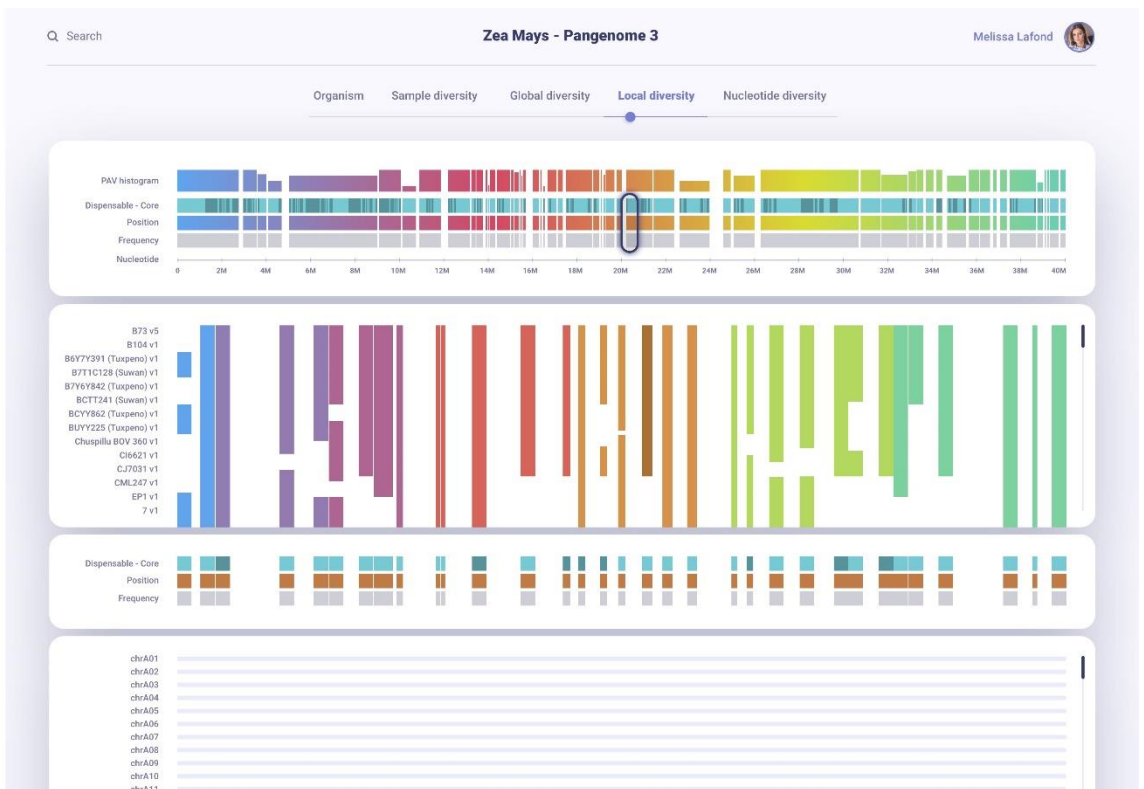 Search
Zea Mays - Pangenome 3
Melissa Lafond
Organism Sample diversity Global diversity Local diversity Nucleotide diversity
PAV histogram
Dispensable - Core
Position
Frequency
Nucleotide
0 2M 4M 6M 8M 10M 12M 14M 16M 18M 20M 22M 24M 26M 28M 30M 32M 34M 36M 38M 40M
B73 v5
B104 v1
B6Y7Y391 (Tuxpeno) v1
B7T1C128 (Suwan) v1
B7Y6Y842 (Tuxpeno) v1
BCTT241 (Suwan) v1
BCYY862 (Tuxpeno) v1
BUYY225 (Tuxpeno) v1
Chuspillu BOV 360 v1
CI6621 v1
CJ7031 v1
CML247 v1
EP1 v1
7 v1
Dispensable - Core
Position
Frequency
chrA01
chrA02
chrA03
chrA04
chrA05
chrA06
chrA07
chrA08
chrA09
chrA10
chrA11